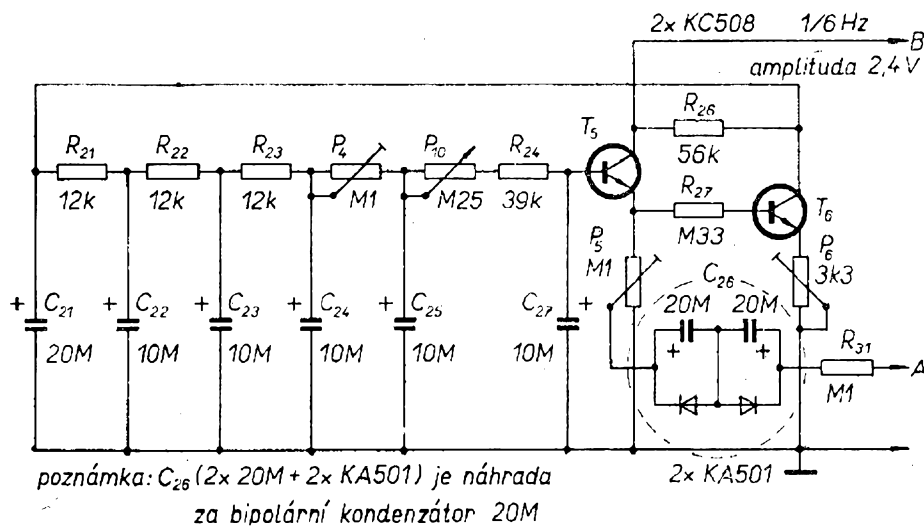 2x KC508 1/6 Hz
B
amplituda 2,4 V
R26
56k
T5
R21
12k
R22
12k
R23
12k
P4
M1
P10
M25
R24
39k
R27
M33
T6
P5
M1
P6
3k3
C26
20M 20M
+ +
+ C21
20M
+ C22
10M
+ C23
10M
+ C24
10M
+ C25
10M
C27 +
10M
R31
M1
A
2x KA501
poznámka: C26 (2x 20M + 2x KA501) je náhrada
za bipolární kondenzátor 20M